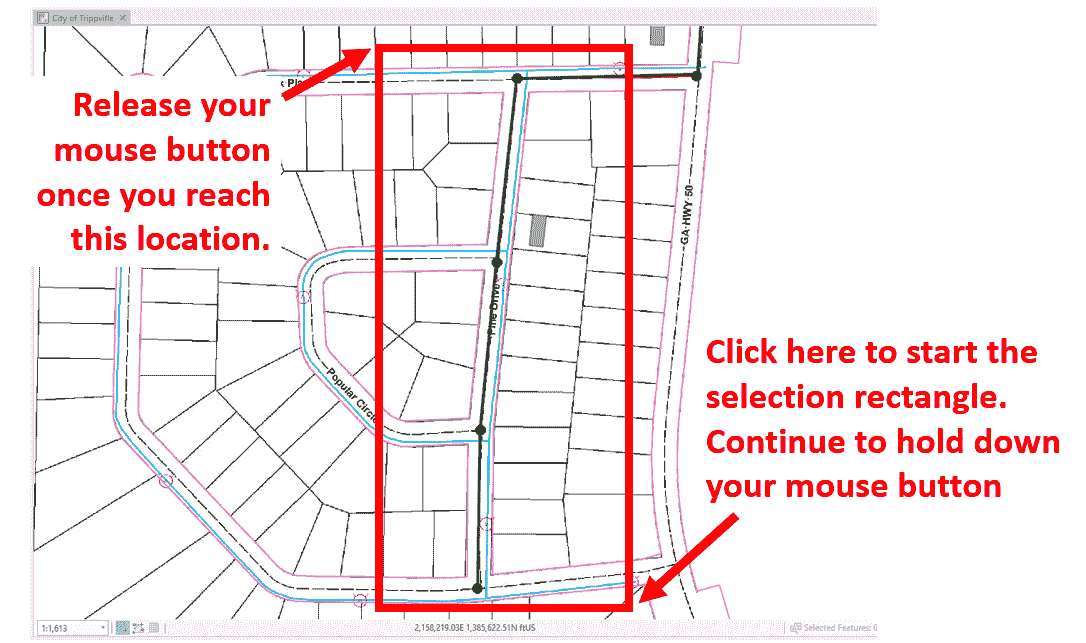 City of Trippville
k Pla
Release your
mouse button
once you reach
this location.
GA HWY 50
Pine Drive
Popular Circle
Click here to start the
selection rectangle.
Continue to hold down
your mouse button
1:1,613
2,158,219.03E 1,385,622.51N ftUS
Selected Features: 0